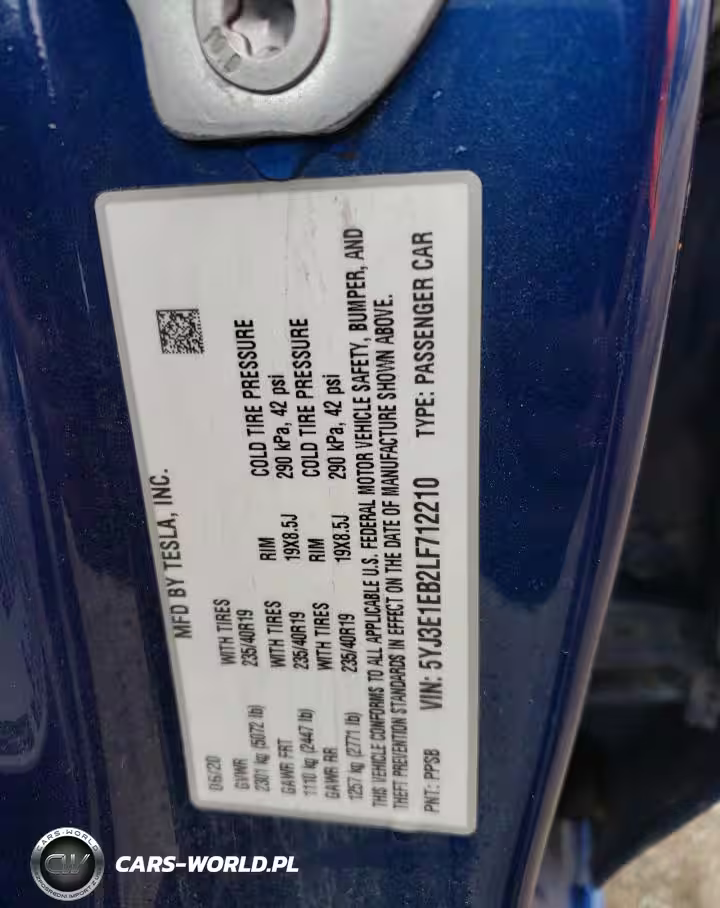 MFD BY TESLA, INC.
06/20
GVWR WITH TIRES RIM COLD TIRE PRESSURE
2301 kg (5072 lb) 235/40R19 19X8.5J 290 kPa, 42 psi
GAWR FRT WITH TIRES RIM COLD TIRE PRESSURE
1110 kg (2447 lb) 235/40R19 19X8.5J 290 kPa, 42 psi
GAWR RR WITH TIRES
1257 kg (2771 lb) 235/40R19
THIS VEHICLE CONFORMS TO ALL APPLICABLE U.S. FEDERAL MOTOR VEHICLE SAFETY, BUMPER, AND
THEFT PREVENTION STANDARDS IN EFFECT ON THE DATE OF MANUFACTURE SHOWN ABOVE.
PNT: PPSB VIN: 5YJ3E1EB2LF712210 TYPE: PASSENGER CAR
CARS-WORLD
CW
CARS-WORLD.PL